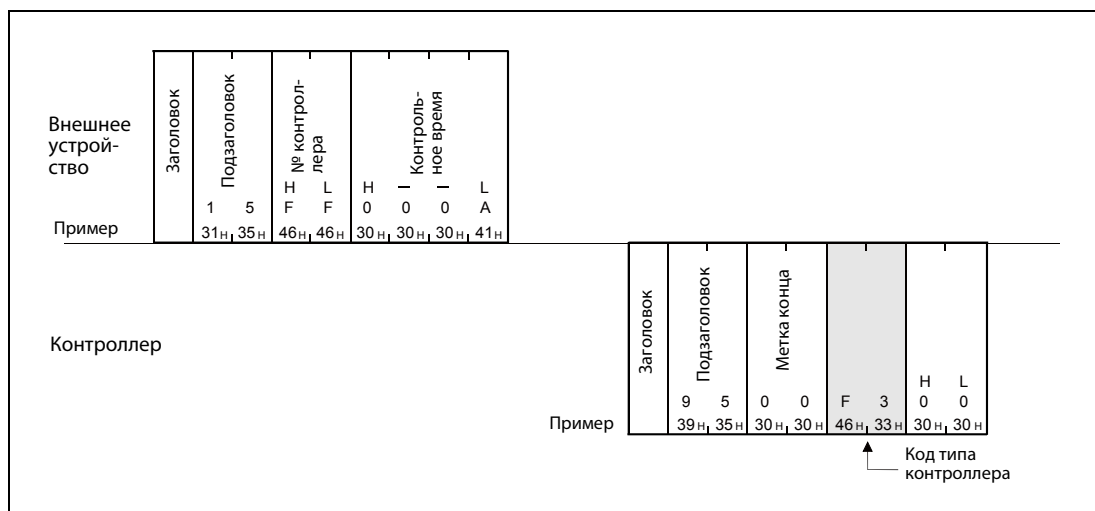 Внешнее
устрой-
ство
Заголовок
Подзаголовок
№ контрол-
лера
Контроль-
ное время
H L H – – L
1 5 F F 0 0 0 A
Пример
31H 35H 46H 46H 30H 30H 30H 41H
Контроллер
Заголовок
Подзаголовок
Метка конца
H L
9 5 0 0 F 3 0 0
Пример
39H 35H 30H 30H 46H 33H 30H 30H
Код типа
контроллера